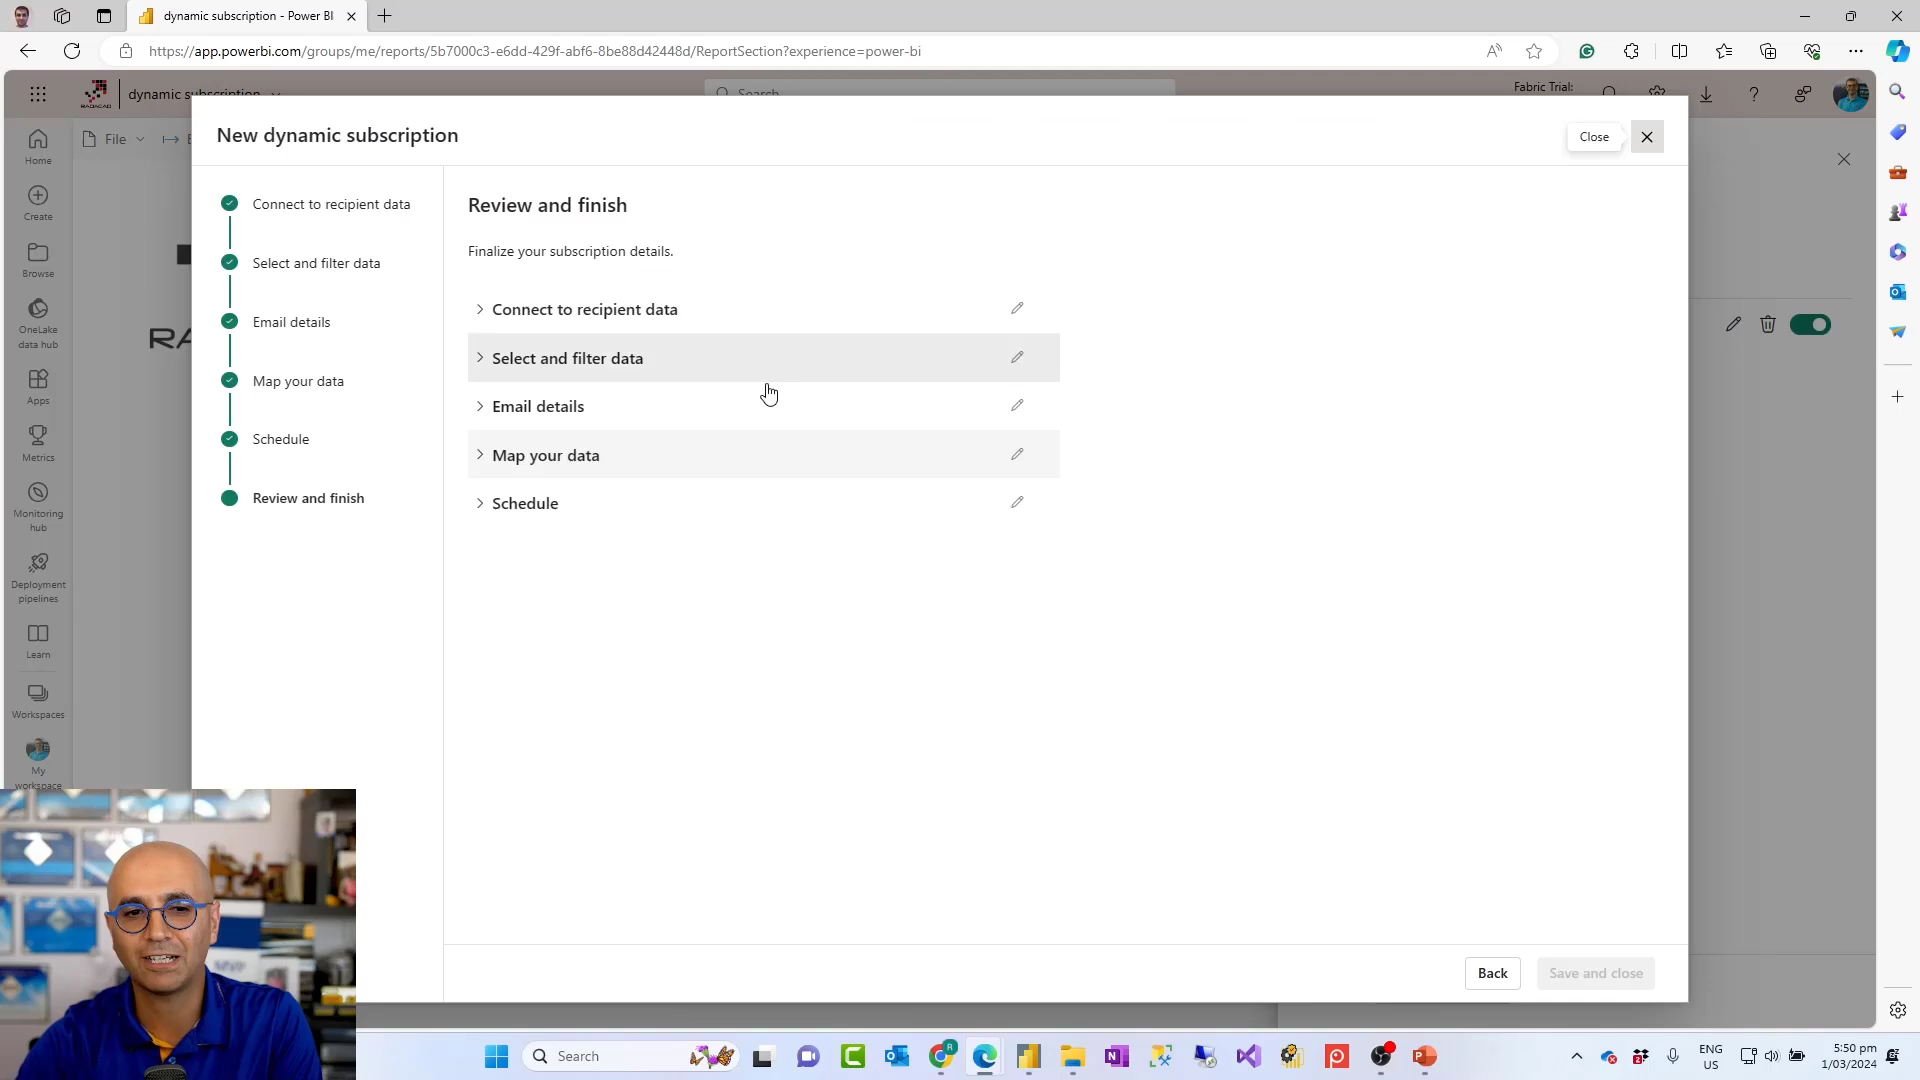 dynamic subscription - Power BI
https://app.powerbi.com/groups/me/reports/5b7000c3-e6dd-429f-abf6-8be88d42448d/ReportSection?experience=power-bi
RADACAD
dynamic subscription
Search
Fabric Trial:
File
Home
Create
Browse
OneLake
data hub
Apps
Metrics
Monitoring
hub
Deployment
pipelines
Learn
Workspaces
My
workspace
New dynamic subscription
Close
Connect to recipient data
Select and filter data
Email details
Map your data
Schedule
Review and finish
Review and finish
Finalize your subscription details.
Connect to recipient data
Select and filter data
Email details
Map your data
Schedule
Back
Save and close
Search
ENG
US
5:50 pm
1/03/2024